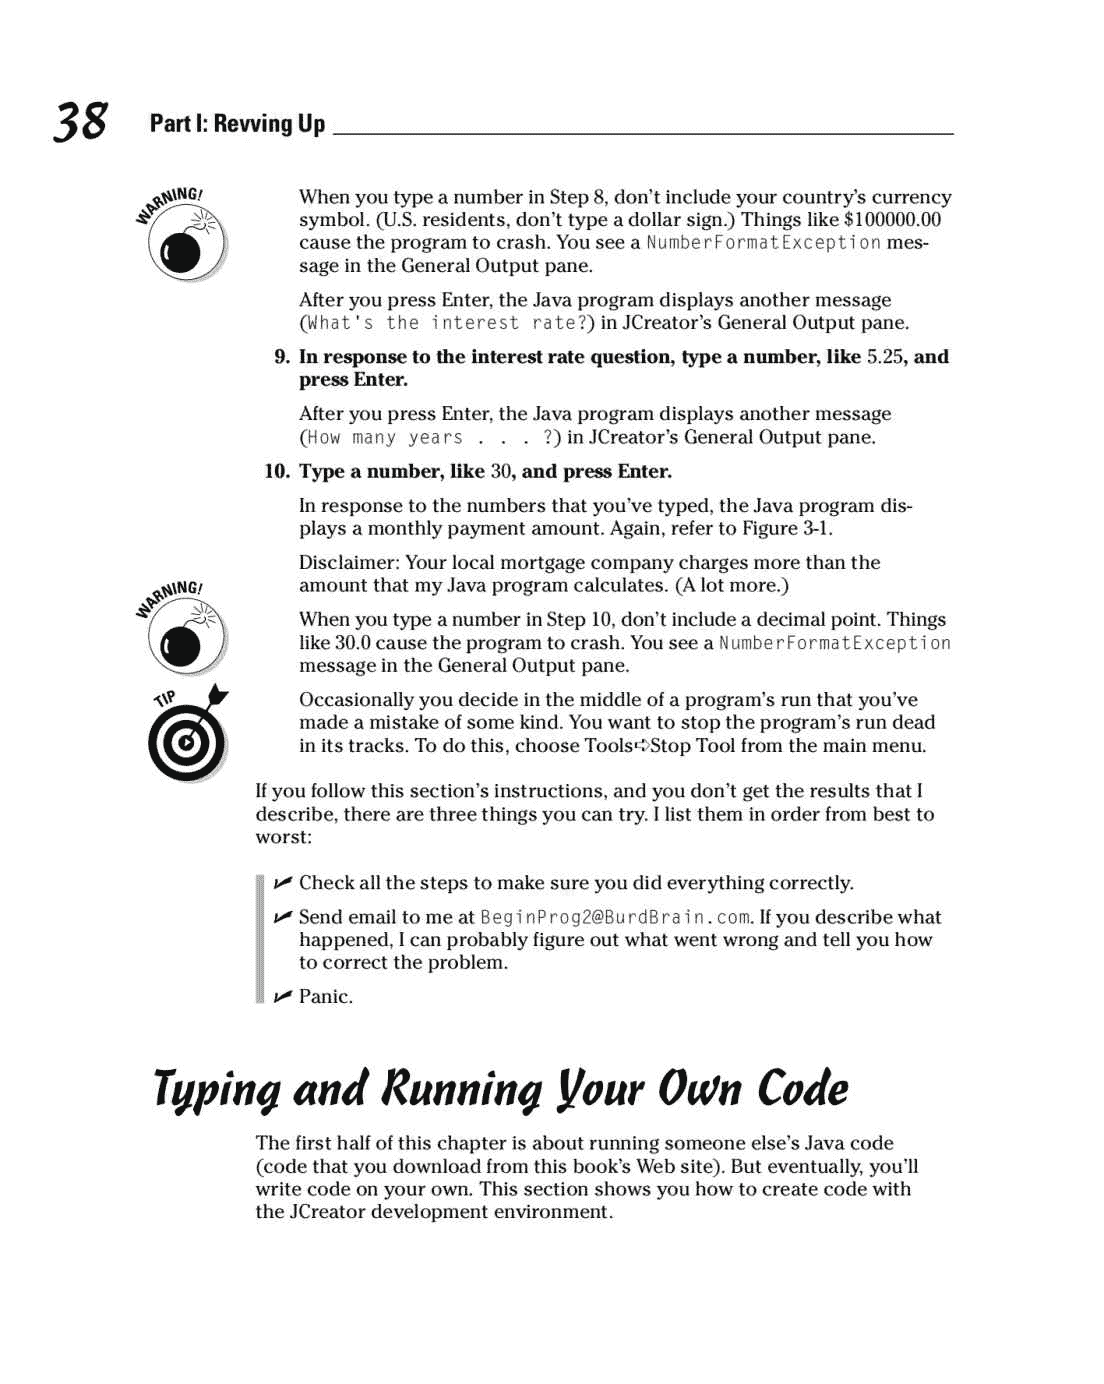 38 Part I: Revving Up
WARNING!
When you type a number in Step 8, don't include your country's currency
symbol. (U.S. residents, don't type a dollar sign.) Things like $100000.00
cause the program to crash. You see a NumberFormatException mes-
sage in the General Output pane.
After you press Enter, the Java program displays another message
(What's the interest rate?) in JCreator's General Output pane.
9. In response to the interest rate question, type a number, like 5.25, and
press Enter.
After you press Enter, the Java program displays another message
(How many years . . . ?) in JCreator's General Output pane.
10. Type a number, like 30, and press Enter.
In response to the numbers that you've typed, the Java program dis-
plays a monthly payment amount. Again, refer to Figure 3-1.
Disclaimer: Your local mortgage company charges more than the
amount that my Java program calculates. (A lot more.)
WARNING!
When you type a number in Step 10, don't include a decimal point. Things
like 30.0 cause the program to crash. You see a NumberFormatException
message in the General Output pane.
TIP
Occasionally you decide in the middle of a program's run that you've
made a mistake of some kind. You want to stop the program's run dead
in its tracks. To do this, choose Tools➪Stop Tool from the main menu.
If you follow this section's instructions, and you don't get the results that I
describe, there are three things you can try. I list them in order from best to
worst:
✓ Check all the steps to make sure you did everything correctly.
✓ Send email to me at BeginProg2@BurdBrain.com. If you describe what
happened, I can probably figure out what went wrong and tell you how
to correct the problem.
✓ Panic.
Typing and Running Your Own Code
The first half of this chapter is about running someone else's Java code
(code that you download from this book's Web site). But eventually, you'll
write code on your own. This section shows you how to create code with
the JCreator development environment.